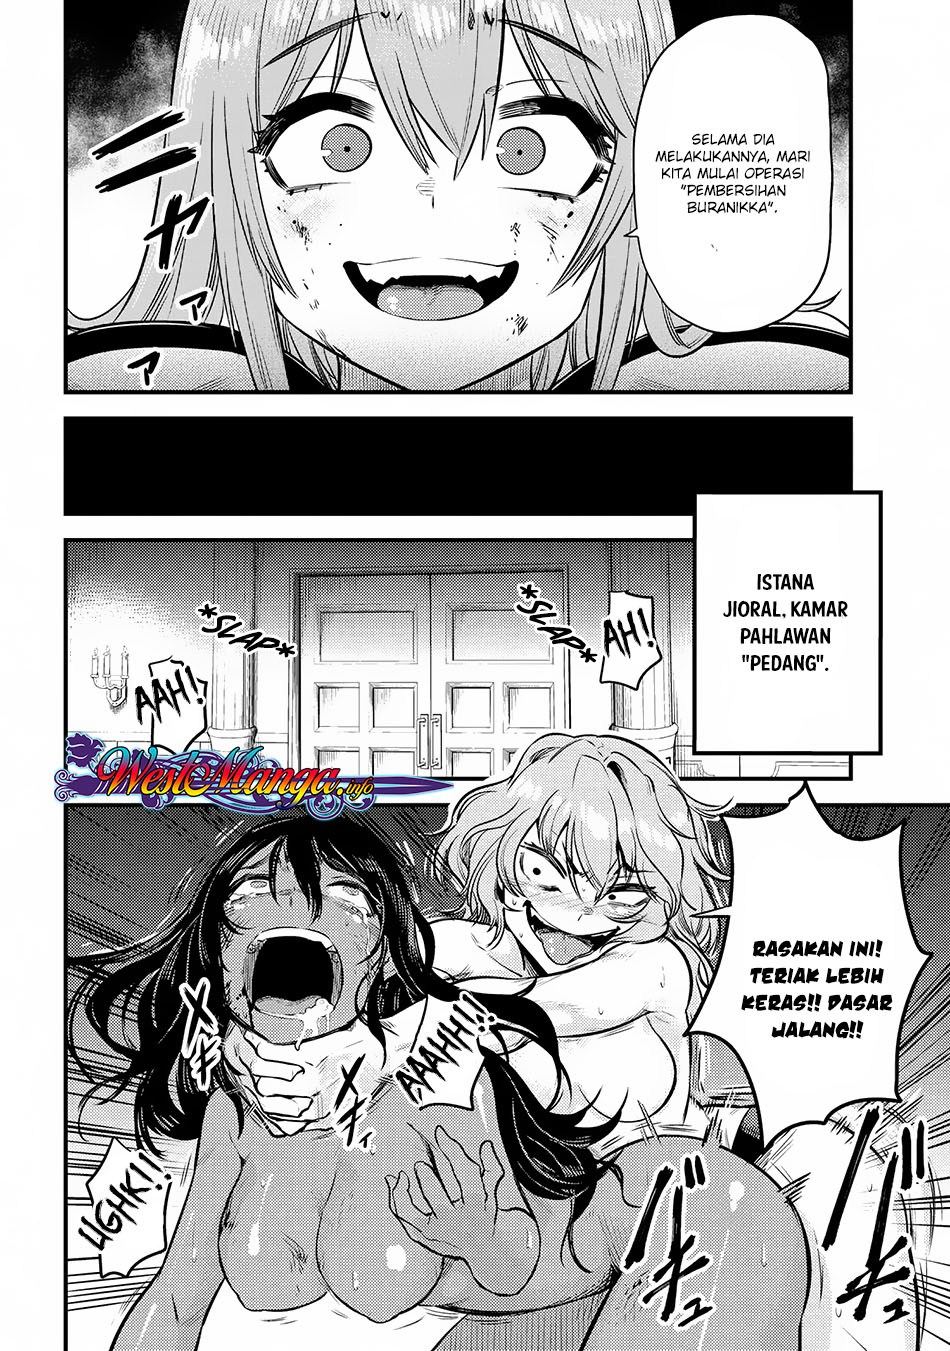 SELAMA DIA
MELAKUKANNYA, MARI
KITA MULAI OPERASI
"PEMBERSIHAN
BURANIKKA".
ニヤァァ
ISTANA
JIORAL, KAMAR
PAHLAWAN
"PEDANG".
*SLAP*
*SLAP*
AH!
AAH!
WestManga.info
RASAKAN INI!
TERIAK LEBIH
KERAS!! DASAR
JALANG!!
AAAHH!!!
UGHK!!